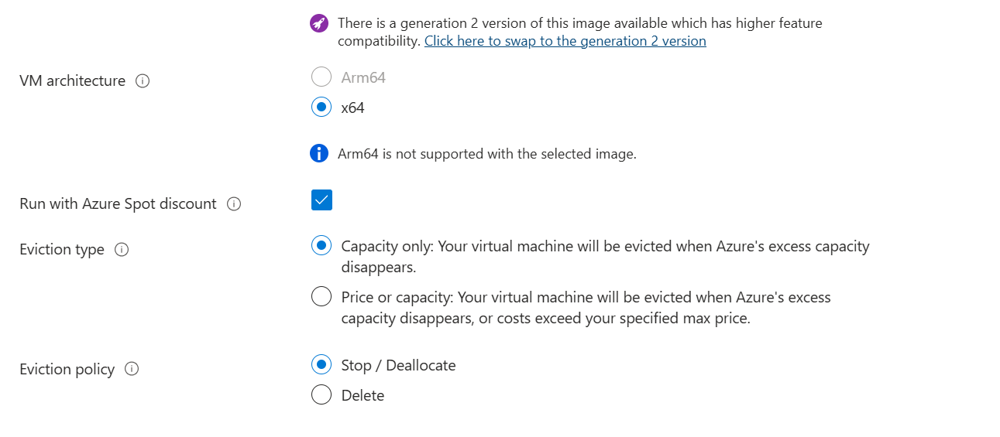 There is a generation 2 version of this image available which has higher feature
compatibility. Click here to swap to the generation 2 version
VM architecture
Arm64
x64
Arm64 is not supported with the selected image.
Run with Azure Spot discount
Eviction type
Capacity only: Your virtual machine will be evicted when Azure's excess capacity
disappears.
Price or capacity: Your virtual machine will be evicted when Azure's excess
capacity disappears, or costs exceed your specified max price.
Eviction policy
Stop / Deallocate
Delete